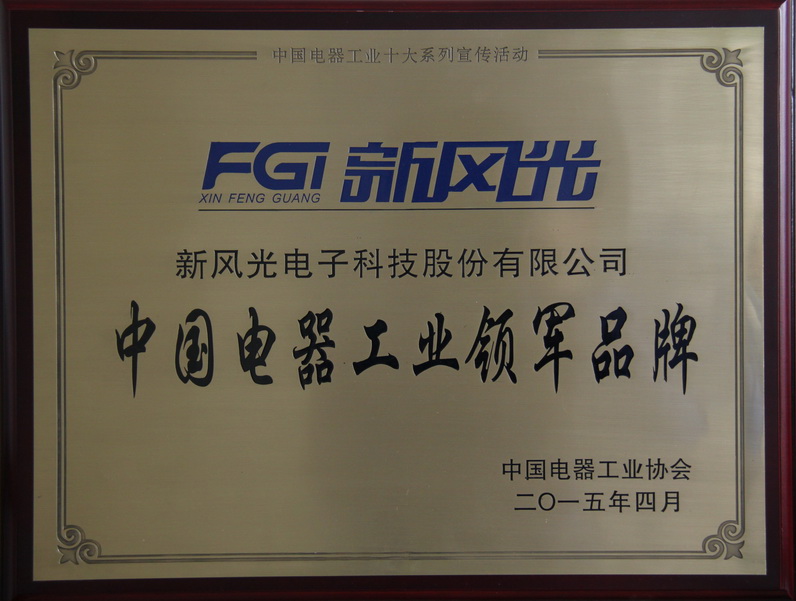 中国电器工业十大系列宣传活动
FGI 新风光
XIN FENG GUANG
新风光电子科技股份有限公司
中国电器工业领军品牌
中国电器工业协会
二〇一五年四月